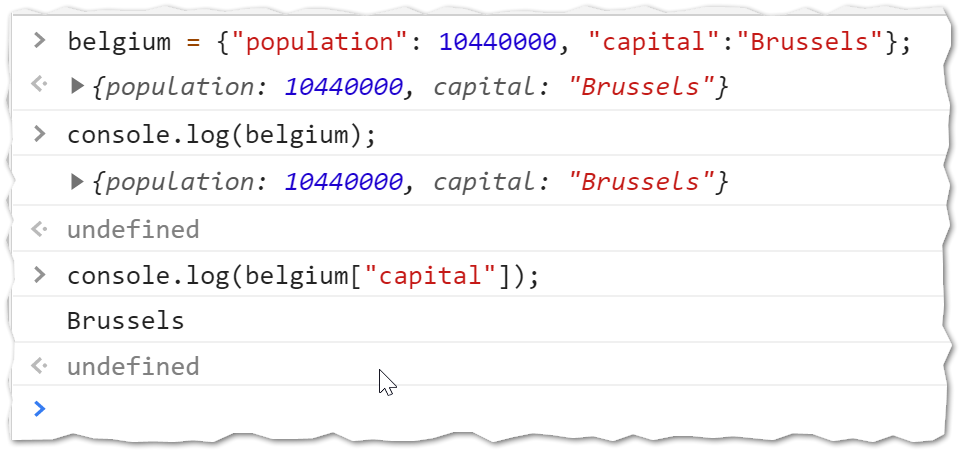 belgium = {"population": 10440000, "capital":"Brussels"};
{population: 10440000, capital: "Brussels"}
console.log(belgium);
{population: 10440000, capital: "Brussels"}
undefined
console.log(belgium["capital"]);
Brussels
undefined